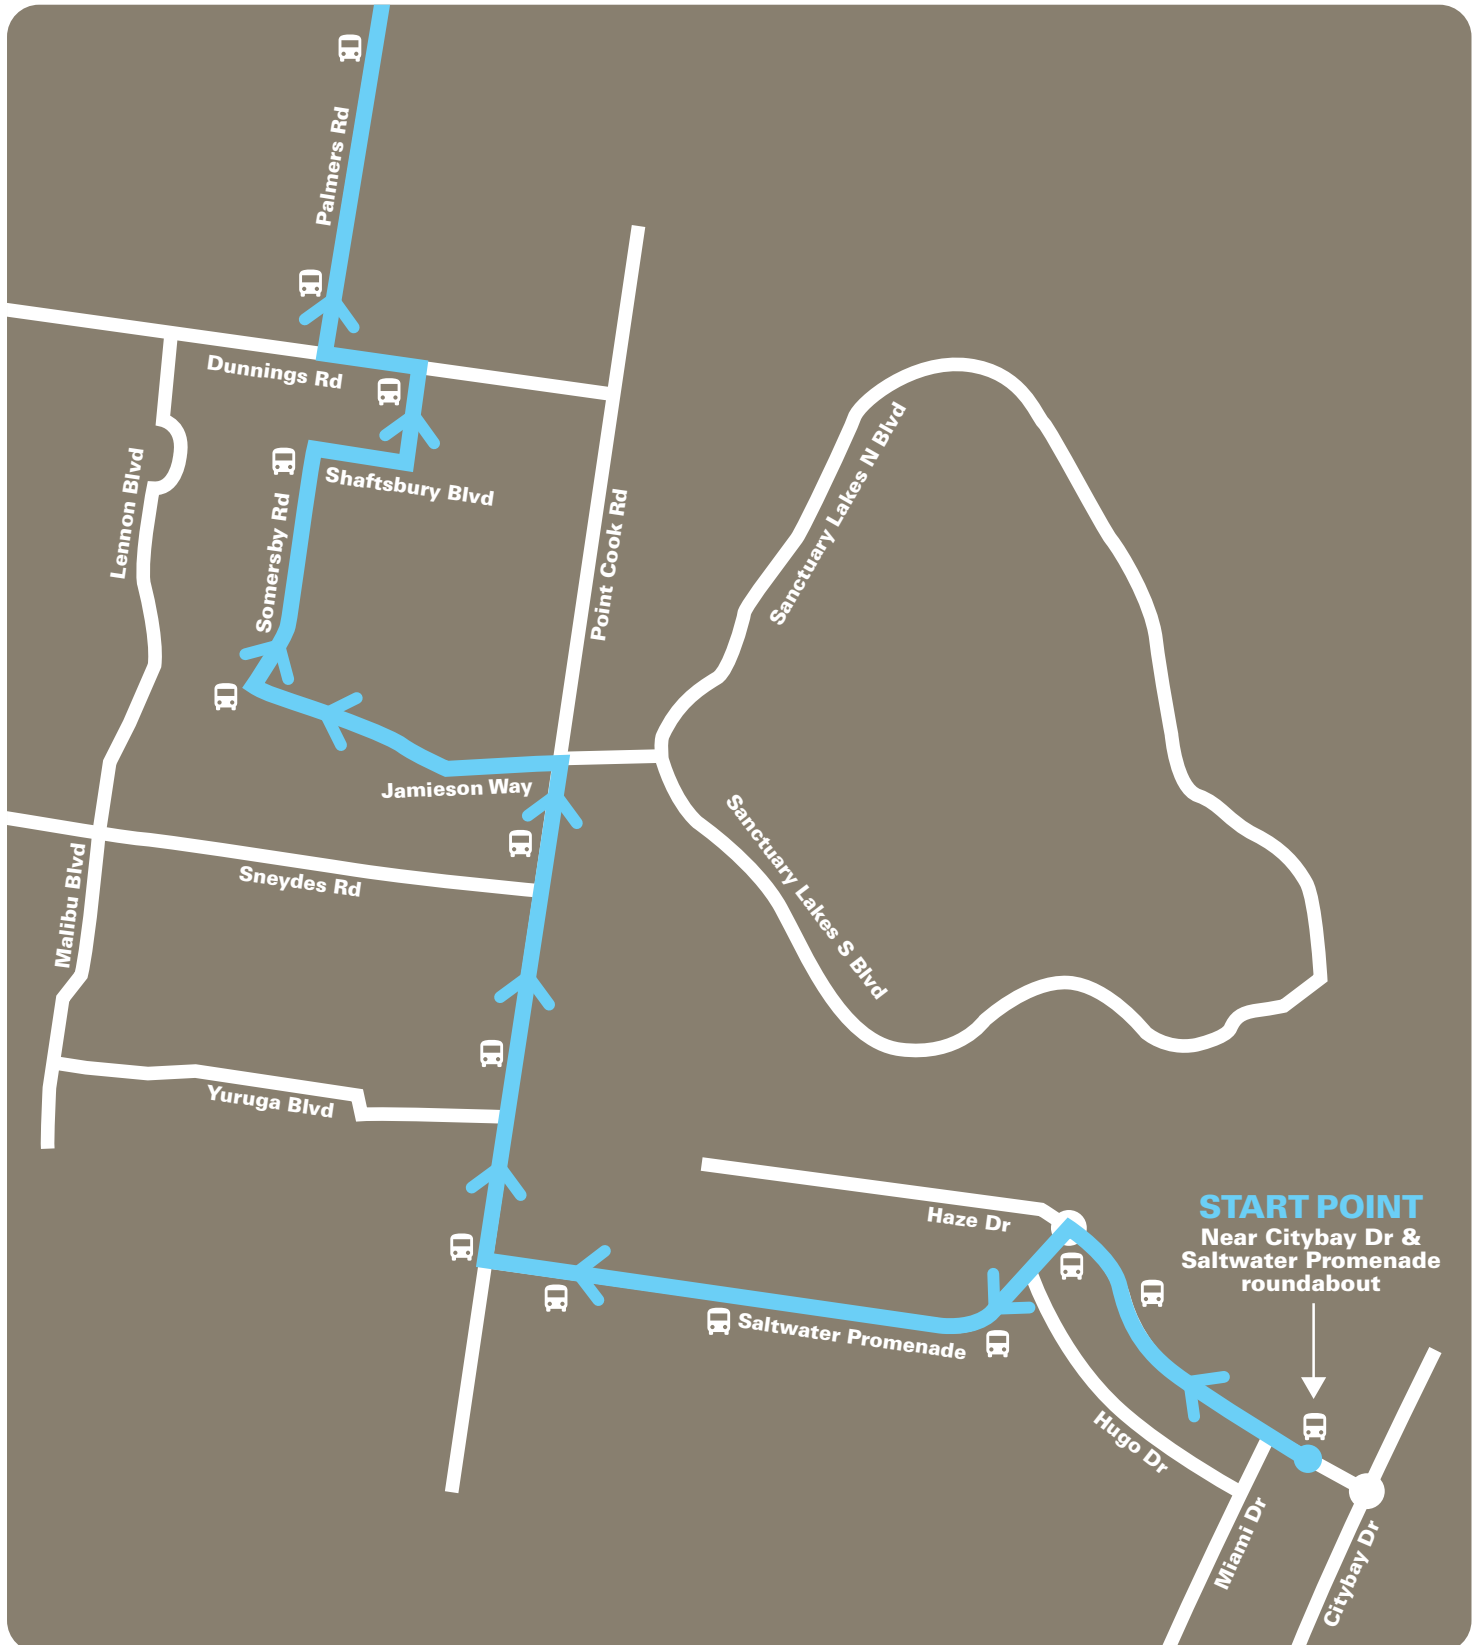 Palmers Rd
Dunnings Rd
Lennon Blvd
Somersby Rd
Shaftsbury Blvd
Point Cook Rd
Sanctuary Lakes N Blvd
Jamieson Way
Sanctuary Lakes S Blvd
Sneydes Rd
Malibu Blvd
Yuruga Blvd
Haze Dr
START POINT
Near Citybay Dr &
Saltwater Promenade
roundabout
Saltwater Promenade
Hugo Dr
Miami Dr
Citybay Dr